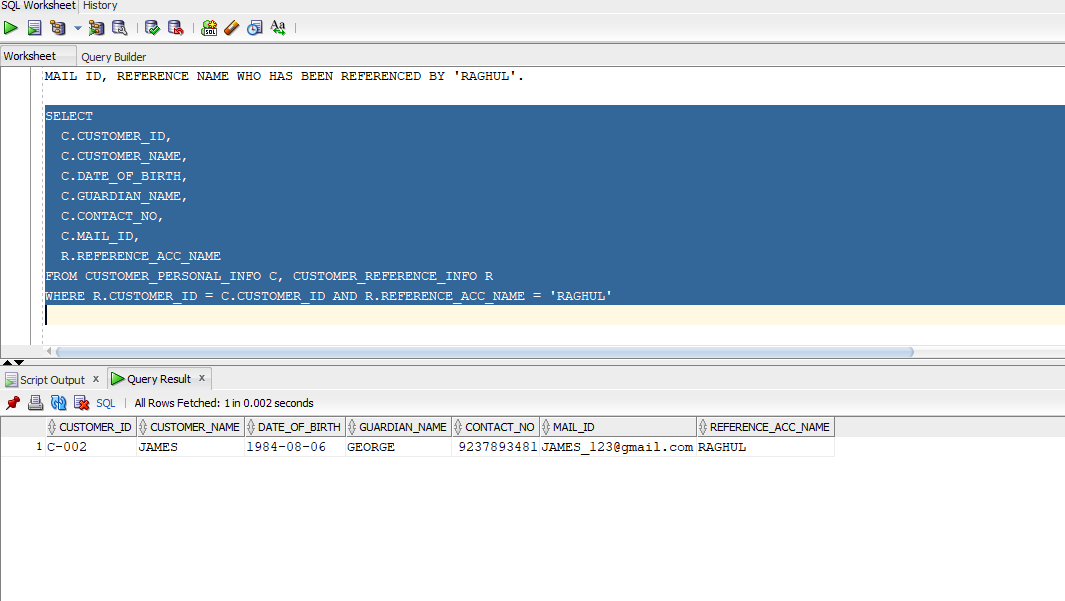 SQL Worksheet History
Worksheet Query Builder
MAIL ID, REFERENCE NAME WHO HAS BEEN REFERENCED BY 'RAGHUL'.
SELECT
C.CUSTOMER_ID,
C.CUSTOMER_NAME,
C.DATE_OF_BIRTH,
C.GUARDIAN_NAME,
C.CONTACT_NO,
C.MAIL_ID,
R.REFERENCE_ACC_NAME
FROM CUSTOMER_PERSONAL_INFO C, CUSTOMER_REFERENCE_INFO R
WHERE R.CUSTOMER_ID = C.CUSTOMER_ID AND R.REFERENCE_ACC_NAME = 'RAGHUL'
Script Output x Query Result x
SQL All Rows Fetched: 1 in 0.002 seconds
CUSTOMER_ID CUSTOMER_NAME DATE_OF_BIRTH GUARDIAN_NAME CONTACT_NO MAIL_ID REFERENCE_ACC_NAME
1 C-002 JAMES 1984-08-06 GEORGE 9237893481 JAMES_123@gmail.com RAGHUL